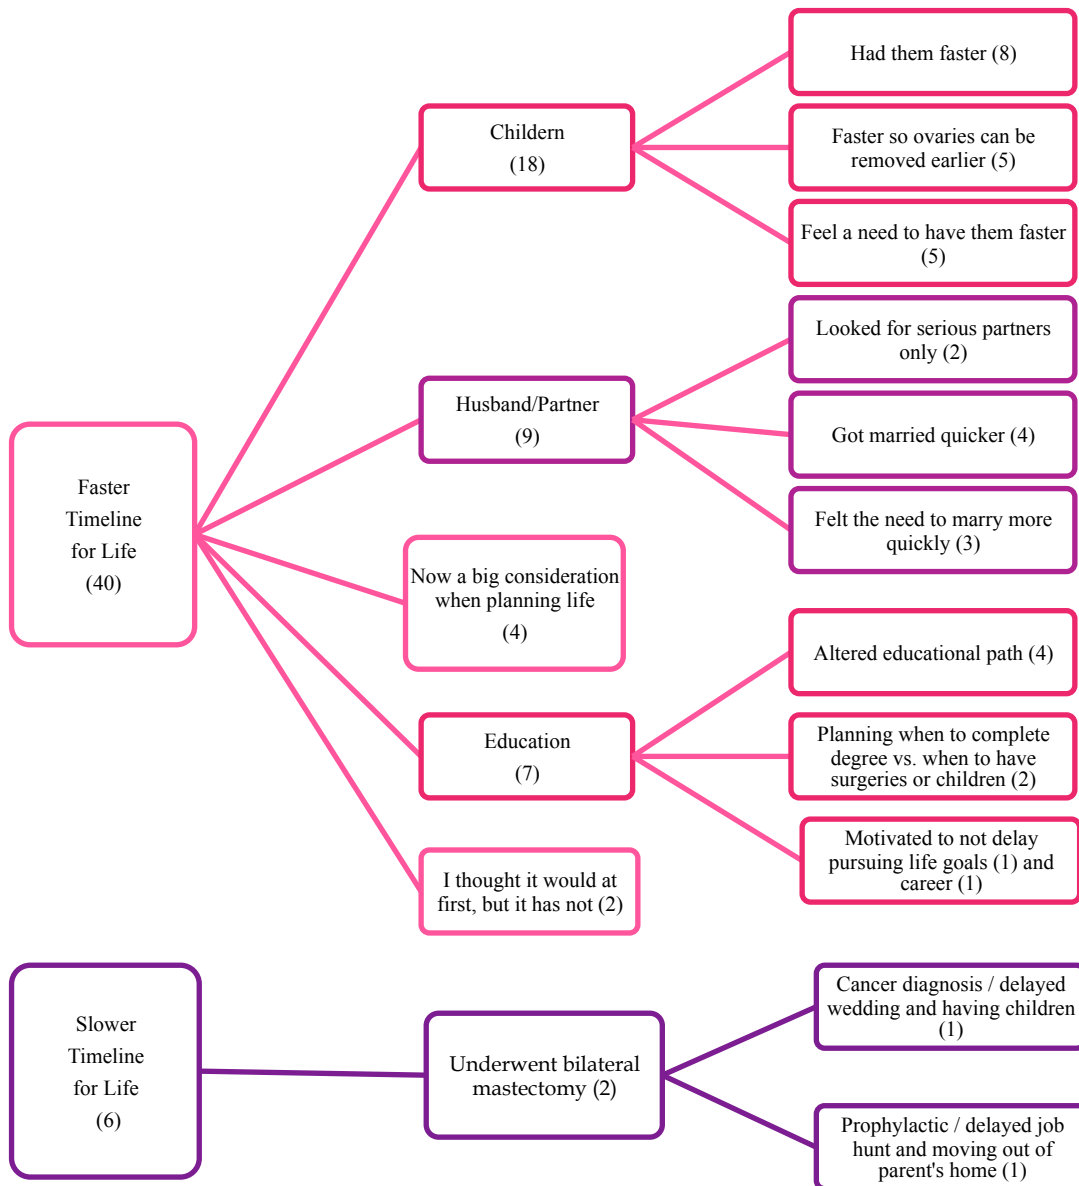 Had them faster (8)
Childern
(18)
Faster so ovaries can be
removed earlier (5)
Feel a need to have them faster
(5)
Looked for serious partners
only (2)
Husband/Partner
(9)
Got married quicker (4)
Felt the need to marry more
quickly (3)
Faster
Timeline
for Life
(40)
Now a big consideration
when planning life
(4)
Altered educational path (4)
Education
(7)
Planning when to complete
degree vs. when to have
surgeries or children (2)
Motivated to not delay
pursuing life goals (1) and
career (1)
I thought it would at
first, but it has not (2)
Slower
Timeline
for Life
(6)
Underwent bilateral
mastectomy (2)
Cancer diagnosis / delayed
wedding and having children
(1)
Prophylactic / delayed job
hunt and moving out of
parent's home (1)